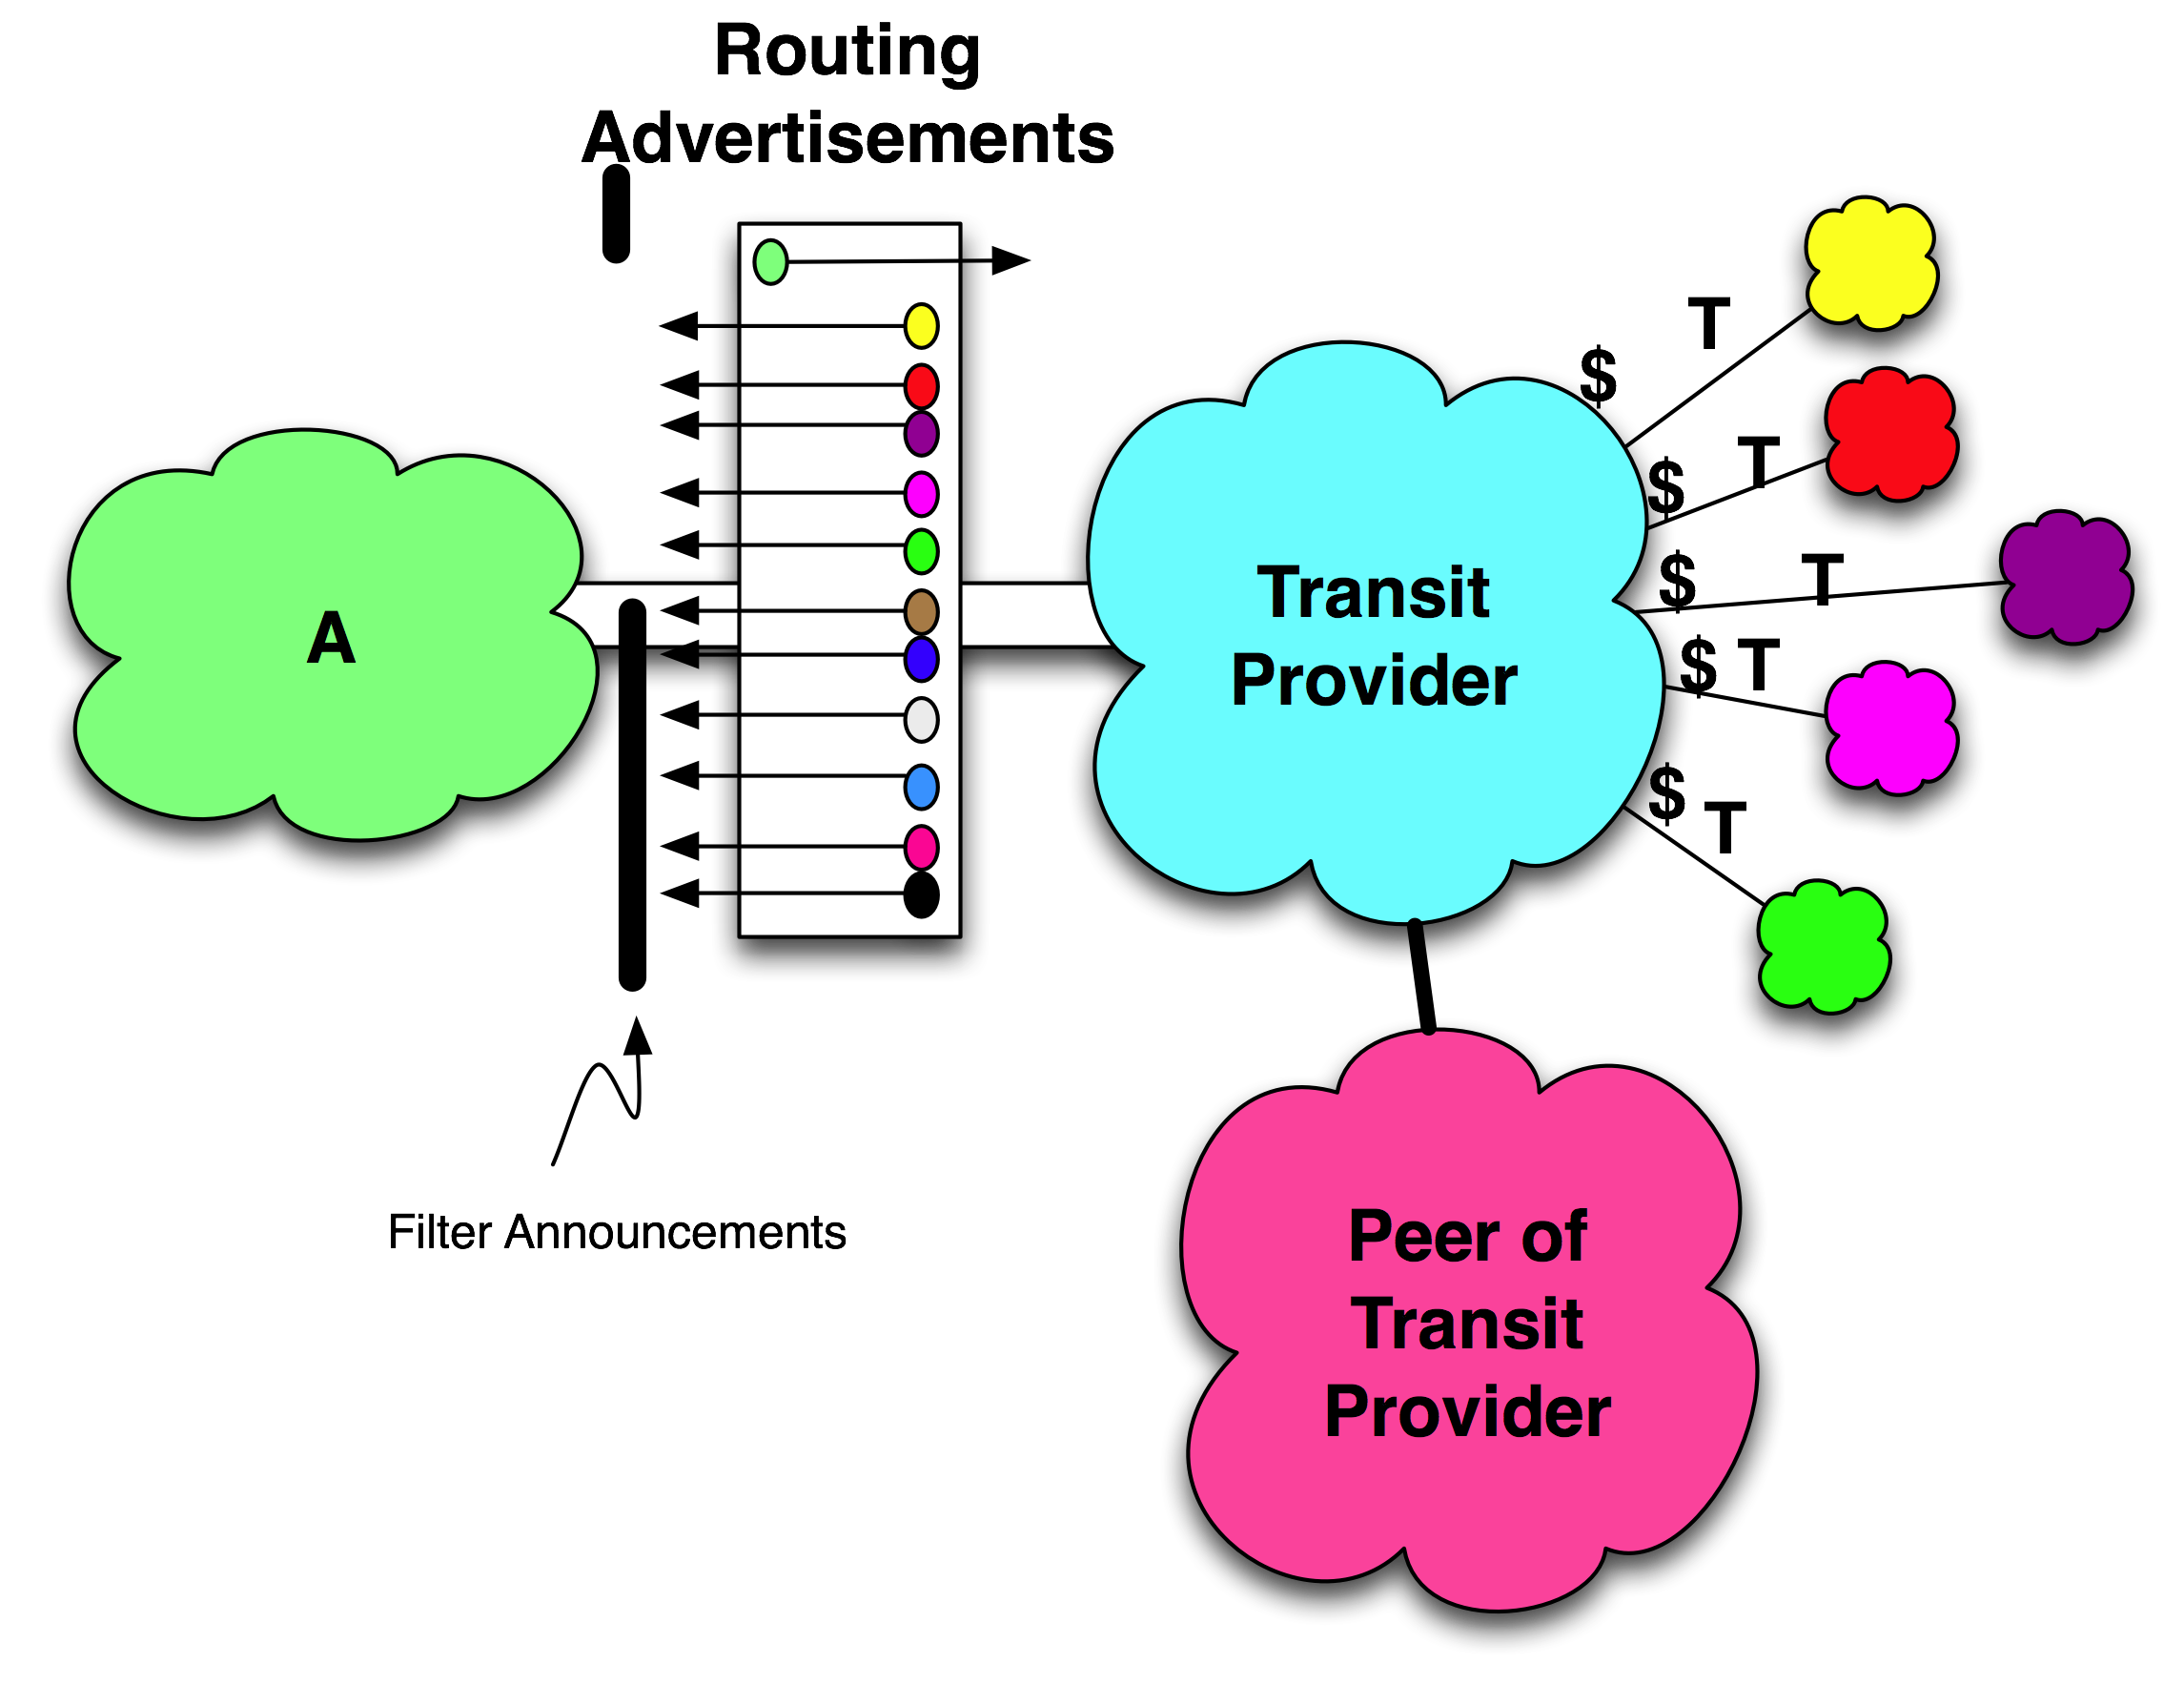 Routing
Advertisements
T
$
T
$
A
Transit
Provider
$ T
$ T
$
T
Filter Announcements
Peer of
Transit
Provider